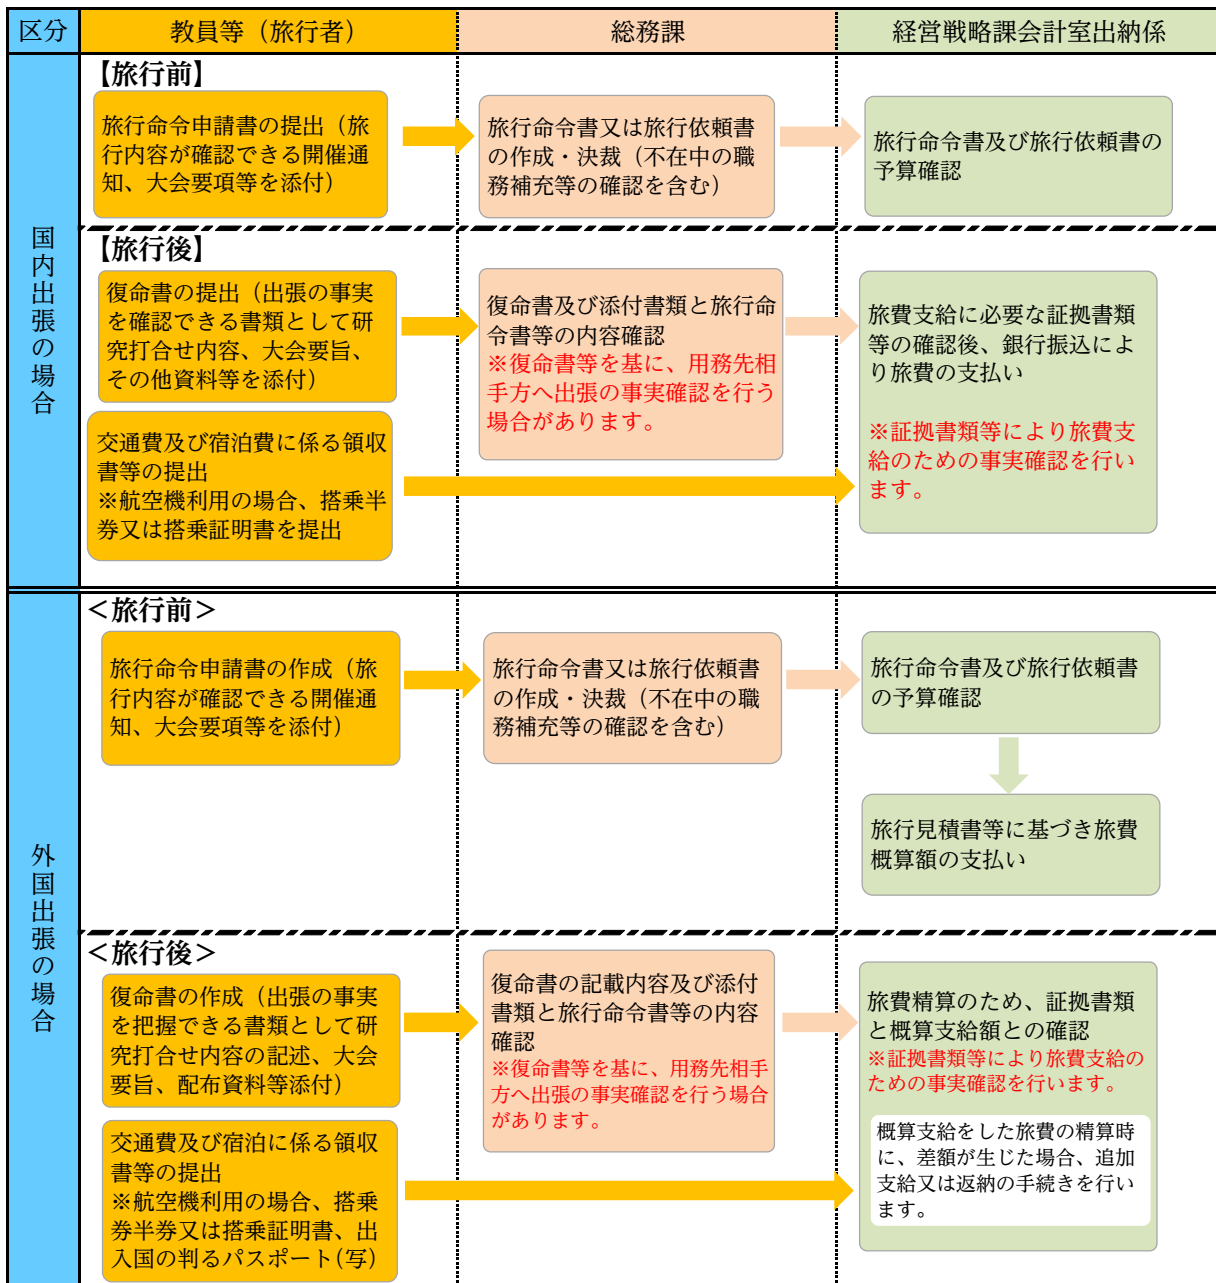 区分
教員等（旅行者）
総務課
経営戦略課会計室出納係
国内出張の場合
【旅行前】
旅行命令申請書の提出（旅
行内容が確認できる開催通
知、大会要項等を添付）
旅行命令書又は旅行依頼書
の作成・決裁（不在中の職
務補充等の確認を含む）
旅行命令書及び旅行依頼書の
予算確認
【旅行後】
復命書の提出（出張の事実
を確認できる書類として研
究打合せ内容、大会要旨、
その他資料等を添付）
復命書及び添付書類と旅行命
令書等の内容確認
※復命書等を基に、用務先相
手方へ出張の事実確認を行う
場合があります。
旅費支給に必要な証拠書類
等の確認後、銀行振込によ
り旅費の支払い
※証拠書類等により旅費支
給のための事実確認を行い
ます。
交通費及び宿泊費に係る領収
書等の提出
※航空機利用の場合、搭乗半
券又は搭乗証明書を提出
外国出張の場合
＜旅行前＞
旅行命令申請書の作成（旅
行内容が確認できる開催通
知、大会要項等を添付）
旅行命令書又は旅行依頼書
の作成・決裁（不在中の職
務補充等の確認を含む）
旅行命令書及び旅行依頼書
の予算確認
旅行見積書等に基づき旅費
概算額の支払い
＜旅行後＞
復命書の作成（出張の事実
を把握できる書類として研
究打合せ内容の記述、大会
要旨、配布資料等添付）
復命書の記載内容及び添付
書類と旅行命令書等の内容
確認
※復命書等を基に、用務先相手
方へ出張の事実確認を行う場合
があります。
旅費精算のため、証拠書類
と概算支給額との確認
※証拠書類等により旅費支給の
ための事実確認を行います。
概算支給をした旅費の精算時
に、差額が生じた場合、追加
支給又は返納の手続きを行い
ます。
交通費及び宿泊に係る領収
書等の提出
※航空機利用の場合、搭乗
券半券又は搭乗証明書、出
入国の判るパスポート（写）